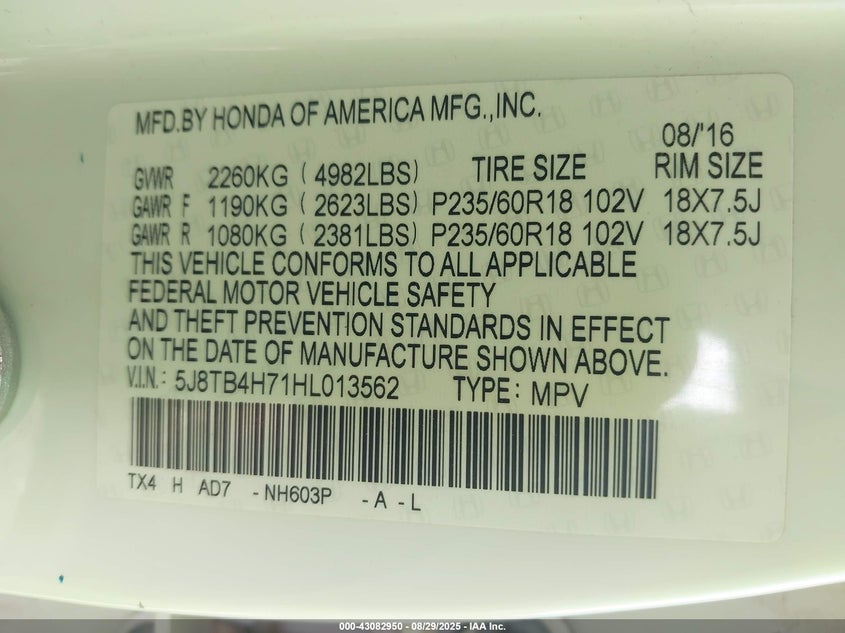 MFD.BY HONDA OF AMERICA MFG.,INC.
08/'16
GVWR 2260KG ( 4982LBS) TIRE SIZE RIM SIZE
GAWR F 1190KG ( 2623LBS) P235/60R18 102V 18X7.5J
GAWR R 1080KG ( 2381LBS) P235/60R18 102V 18X7.5J
THIS VEHICLE CONFORMS TO ALL APPLICABLE
FEDERAL MOTOR VEHICLE SAFETY
AND THEFT PREVENTION STANDARDS IN EFFECT
ON THE DATE OF MANUFACTURE SHOWN ABOVE.
V.I.N.: 5J8TB4H71HL013562 TYPE: MPV
TX4 H AD7 -NH603P -A -L
000-43082950 - 08/29/2025 - IAA Inc.